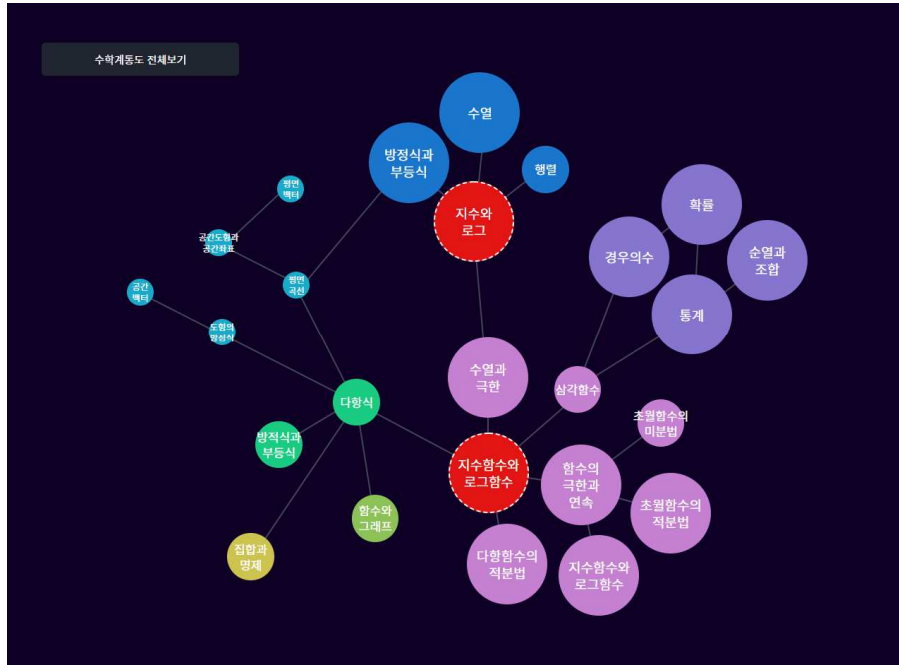 수학계통도 전체보기
수열
방정식과
부등식
행렬
평면
벡터
지수와
로그
확률
공간도형과
공간좌표
경우의수
순열과
조합
공간
벡터
평면
곡선
통계
도형의
방정식
수열과
극한
삼각함수
다항식
초월함수의
미분법
방적식과
부등식
지수함수와
로그함수
함수의
극한과
연속
함수와
그래프
초월함수의
적분법
집합과
명제
다항함수의
적분법
지수함수와
로그함수